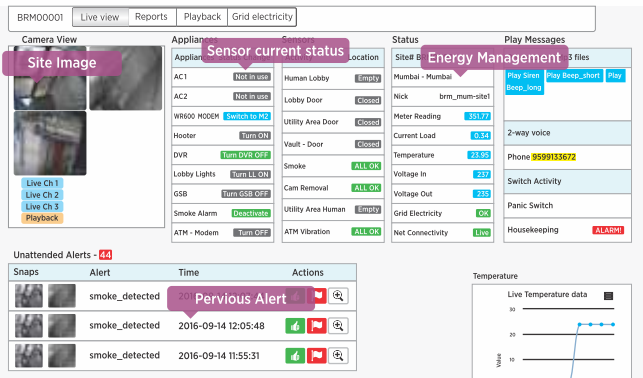 BRM00001 Live view Reports Playback Grid electricity
Camera View
Site Image
Live Ch 1
Live Ch 2
Live Ch 3
Playback
Appliances
Sensor current status
AC1 Not in use
AC2 Not in use
WR600 MODEM Switch to M2
Hooter Turn ON
DVR Turn DVR OFF
Lobby Lights Turn LL ON
GSB Turn GSB OFF
Smoke Alarm Deactivate
ATM - Modem Turn OFF
Sensors
Location
Human Lobby Empty
Lobby Door Closed
Utility Area Door Closed
Vault - Door Closed
Smoke ALL OK
Cam Removal ALL OK
Utility Area Human Empty
ATM Vibration ALL OK
Status
Energy Management
Mumbai - Mumbai
Nick brm_mum-site1
Meter Reading 351.77
Current Load 0.34
Temperature 23.95
Voltage In 237
Voltage Out 235
Grid Electricity OK
Net Connectivity Live
Play Messages
files
Play Siren Play Beep_short Play
Beep_long
2-way voice
Phone 9599133672
Switch Activity
Panic Switch
Housekeeping ALARM!
Unattended Alerts - 44
Snaps Alert Time Actions
smoke_detected
Pervious Alert
smoke_detected 2016-09-14 12:05:48
smoke_detected 2016-09-14 11:55:31
Temperature
Live Temperature data
30
20
10
Value